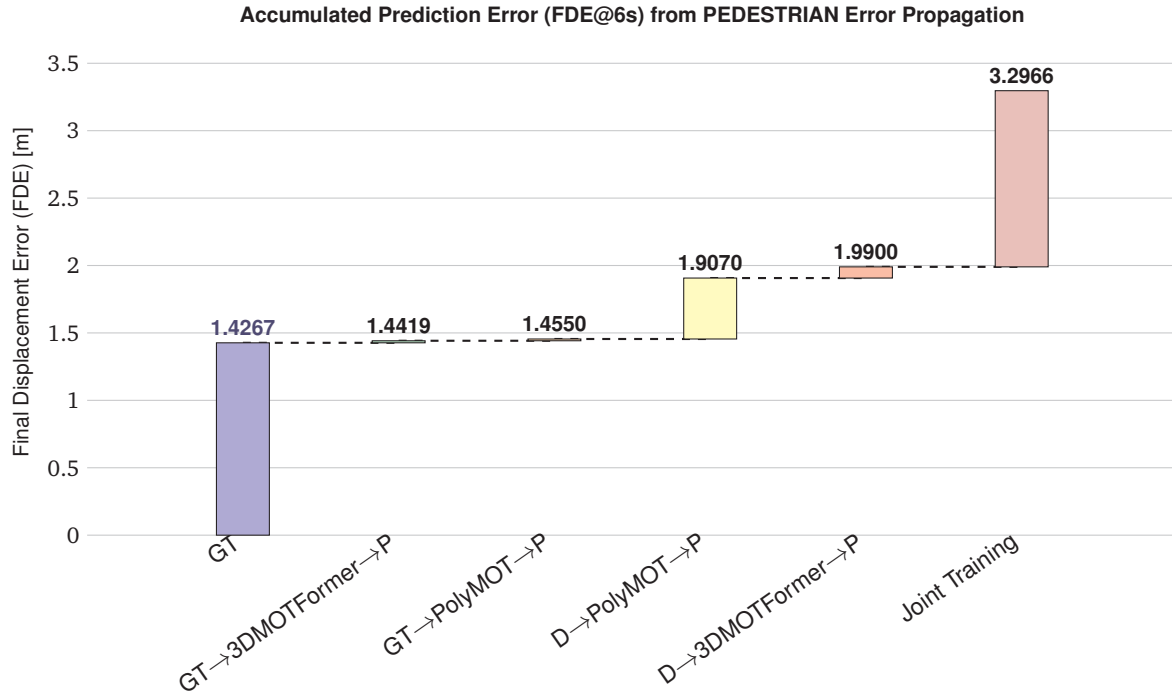 Accumulated Prediction Error (FDE@6s) from PEDESTRIAN Error Propagation
Final Displacement Error (FDE) [m]
3.5
3
2.5
2
1.5
1
0.5
0
1.4267
1.4419
1.4550
1.9070
1.9900
3.2966
GT
GT→3DMOTFormer→P
GT→PolyMOT→P
D→PolyMOT→P
D→3DMOTFormer→P
Joint Training